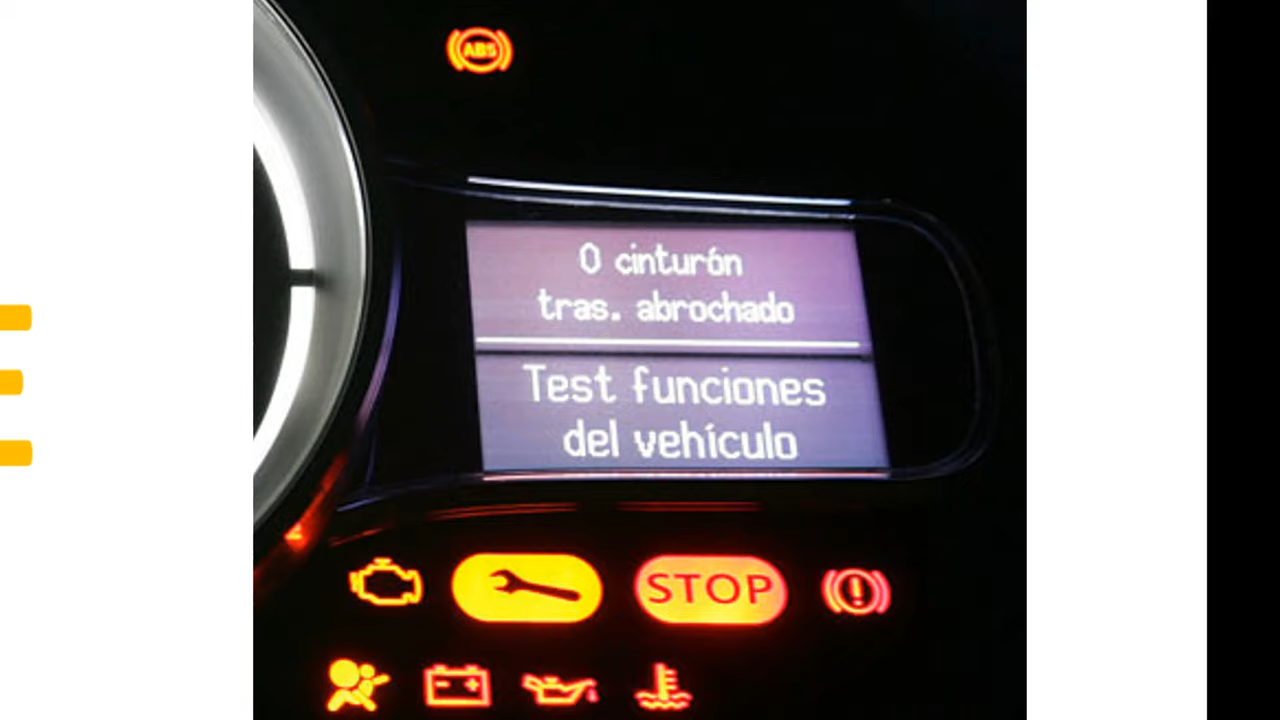 ABS
0 cinturón
tras. abrochado
Test funciones
del vehículo
STOP